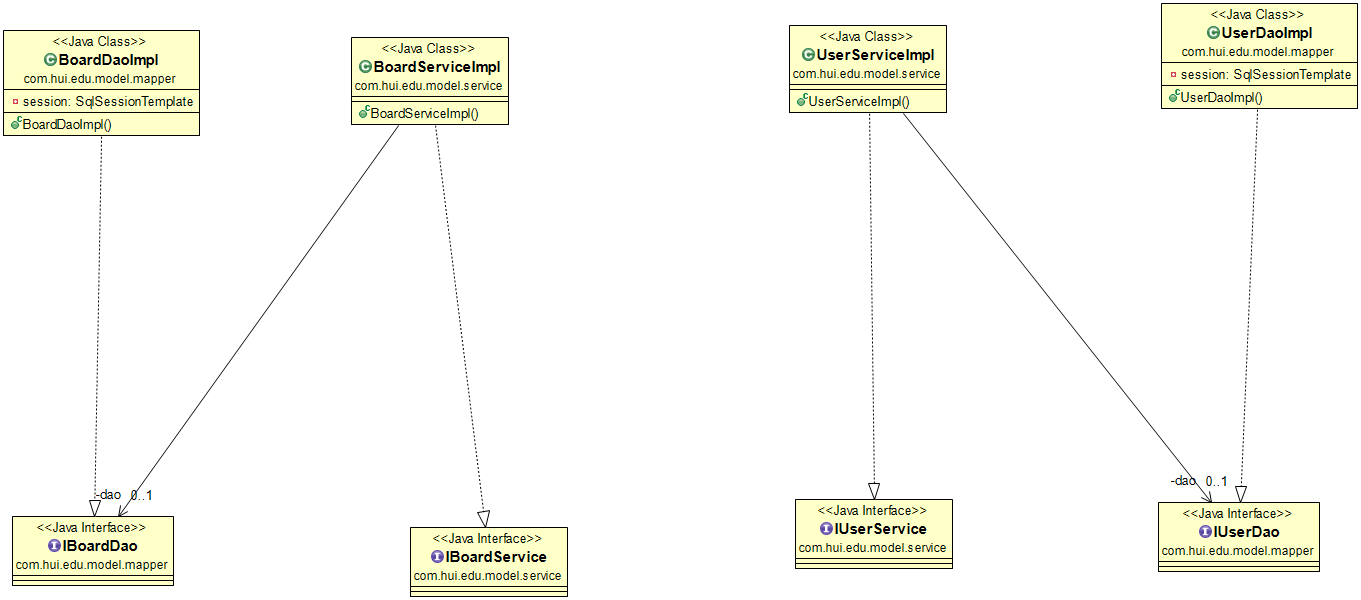 <<Java Class>>
BoardDaoImpl
com.hui.edu.model.mapper
session: SqlSessionTemplate
BoardDaoImpl()
<<Java Class>>
BoardServiceImpl
com.hui.edu.model.service
BoardServiceImpl()
<<Java Class>>
UserServiceImpl
com.hui.edu.model.service
UserServiceImpl()
<<Java Class>>
UserDaoImpl
com.hui.edu.model.mapper
session: SqlSessionTemplate
UserDaoImpl()
-dao 0..1
<<Java Interface>>
IBoardDao
com.hui.edu.model.mapper
<<Java Interface>>
IBoardService
com.hui.edu.model.service
<<Java Interface>>
IUserService
com.hui.edu.model.service
-dao 0..1
<<Java Interface>>
IUserDao
com.hui.edu.model.mapper